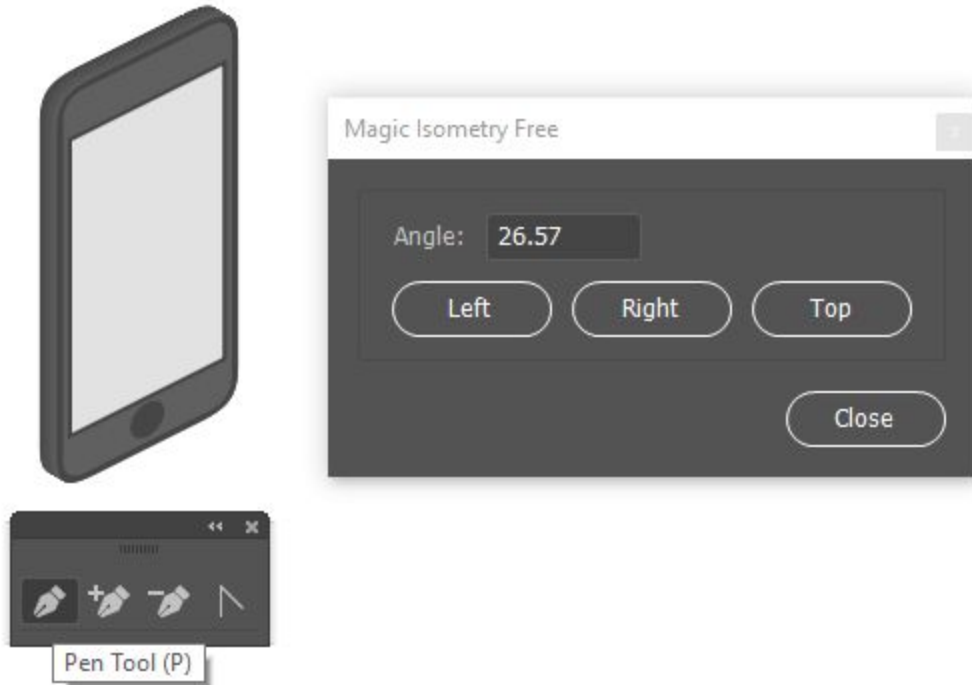 Magic Isometry Free
Angle: 26.57
Left Right Top
Close
Pen Tool (P)